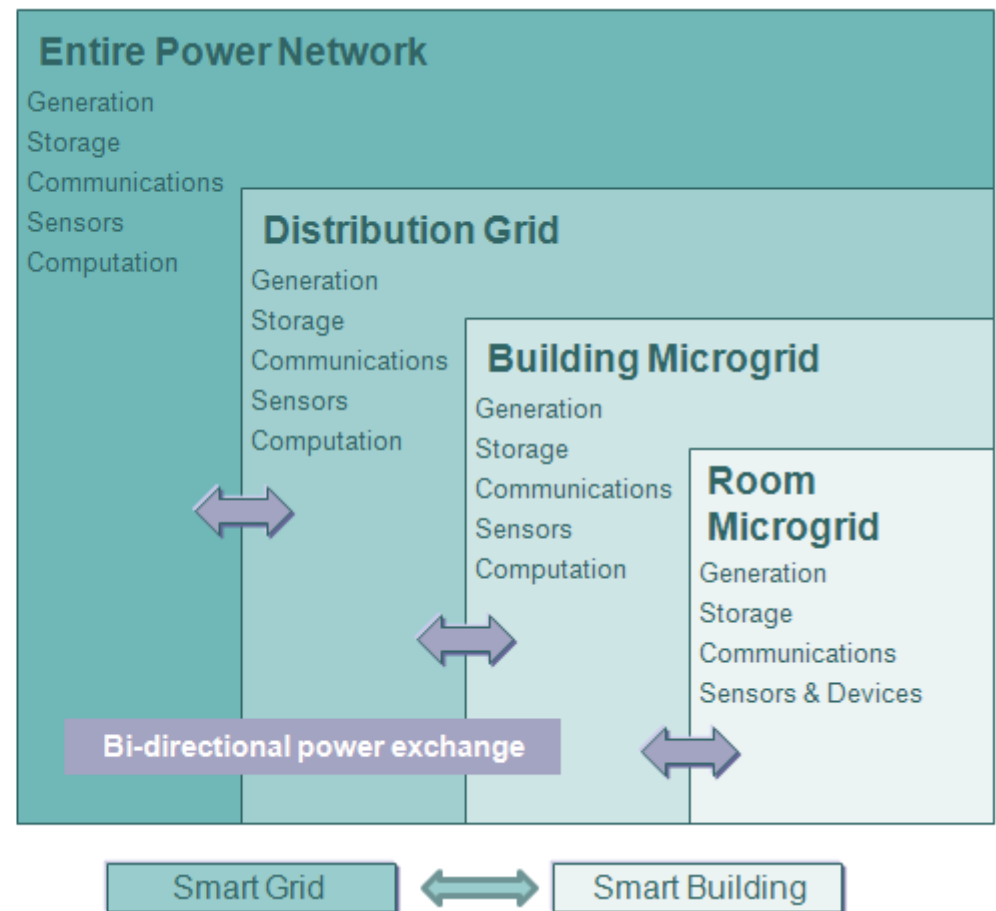 Entire Power Network
Generation
Storage
Communications
Sensors
Computation
Distribution Grid
Generation
Storage
Communications
Sensors
Computation
Building Microgrid
Generation
Storage
Communications
Sensors
Computation
Room
Microgrid
Generation
Storage
Communications
Sensors & Devices
Bi-directional power exchange
Smart Grid
Smart Building